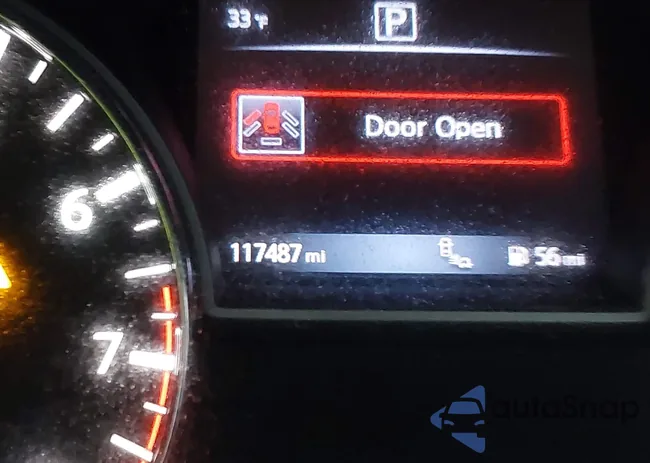 33°F
P
Door Open
6
117487 mi
56 mi
7
autoSnap